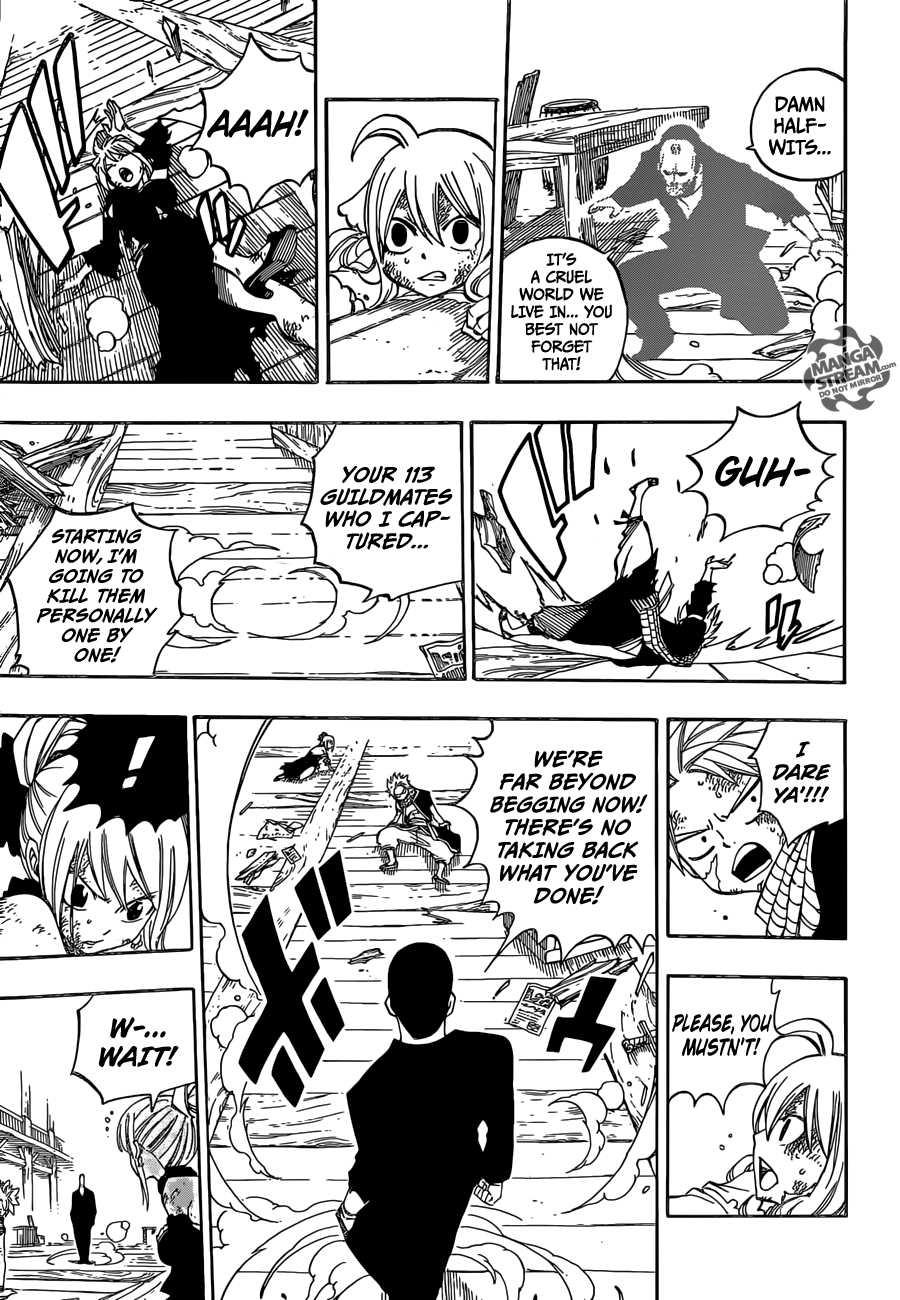 DAMN
HALF-
WITS...
IT'S
A CRUEL
WORLD WE
LIVE IN... YOU
BEST NOT
FORGET
THAT!
MANGA
STREAM.com
DO NOT MIRROR
AAAH!
GUH-
YOUR 113
GUILDMATES
WHO I CAP-
TURED...
STARTING
NOW, I'M
GOING TO
KILL THEM
PERSONALLY
ONE BY
ONE!
I
DARE
YA'!!!
PLEASE, YOU
MUSTN'T!
WE'RE
FAR BEYOND
BEGGING NOW!
THERE'S NO
TAKING BACK
WHAT YOU'VE
DONE!
!
W-...
WAIT!